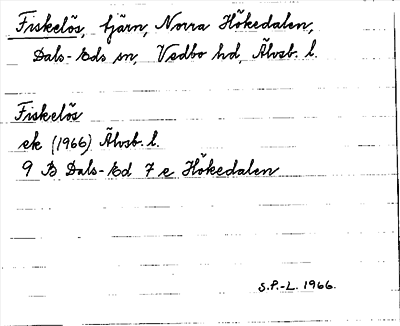 Fiskelös, tjärn, Norra Hökedalen,
Dals-Eds sn, Vedbo hd, Älvsb. l.
Fiskelös
ek (1966) Älvsb. l.
9 B Dals-Ed 7 e Hökedalen
S.P.-L. 1966.